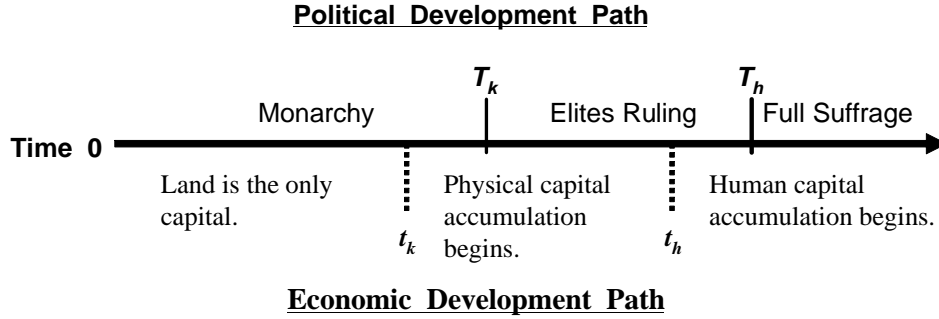 Political Development Path
T_k
T_h
Monarchy
Elites Ruling
Full Suffrage
Time 0
Land is the only
capital.
Physical capital
accumulation
begins.
Human capital
accumulation begins.
t_k
t_h
Economic Development Path